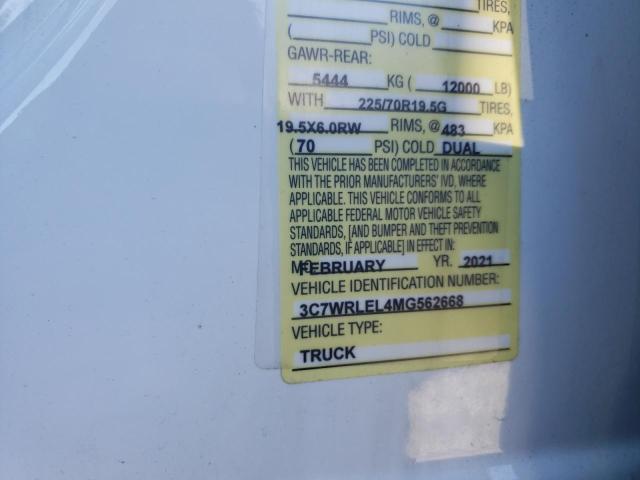 TIRES,
RIMS, @ KPA
( PSI) COLD
GAWR-REAR:
5444 KG ( 12000 LB)
WITH 225/70R19.5G TIRES,
19.5X6.0RW RIMS, @ 483 KPA
( 70 PSI) COLD DUAL
THIS VEHICLE HAS BEEN COMPLETED IN ACCORDANCE
WITH THE PRIOR MANUFACTURERS' IVD, WHERE
APPLICABLE. THIS VEHICLE CONFORMS TO ALL
APPLICABLE FEDERAL MOTOR VEHICLE SAFETY
STANDARDS, [AND BUMPER AND THEFT PREVENTION
STANDARDS, IF APPLICABLE] IN EFFECT IN:
MO. FEBRUARY YR. 2021
VEHICLE IDENTIFICATION NUMBER:
3C7WRLEL4MG562668
VEHICLE TYPE:
TRUCK